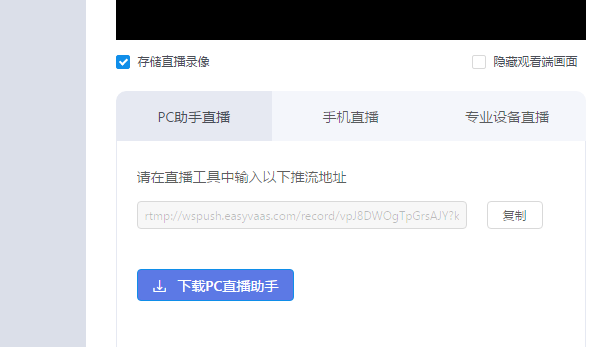 存储直播录像
隐藏观看端画面
PC助手直播
手机直播
专业设备直播
请在直播工具中输入以下推流地址
rtmp://wspush.easyvaas.com/record/vpJ8DWOgTpGrsAJY?k
复制
下载PC直播助手